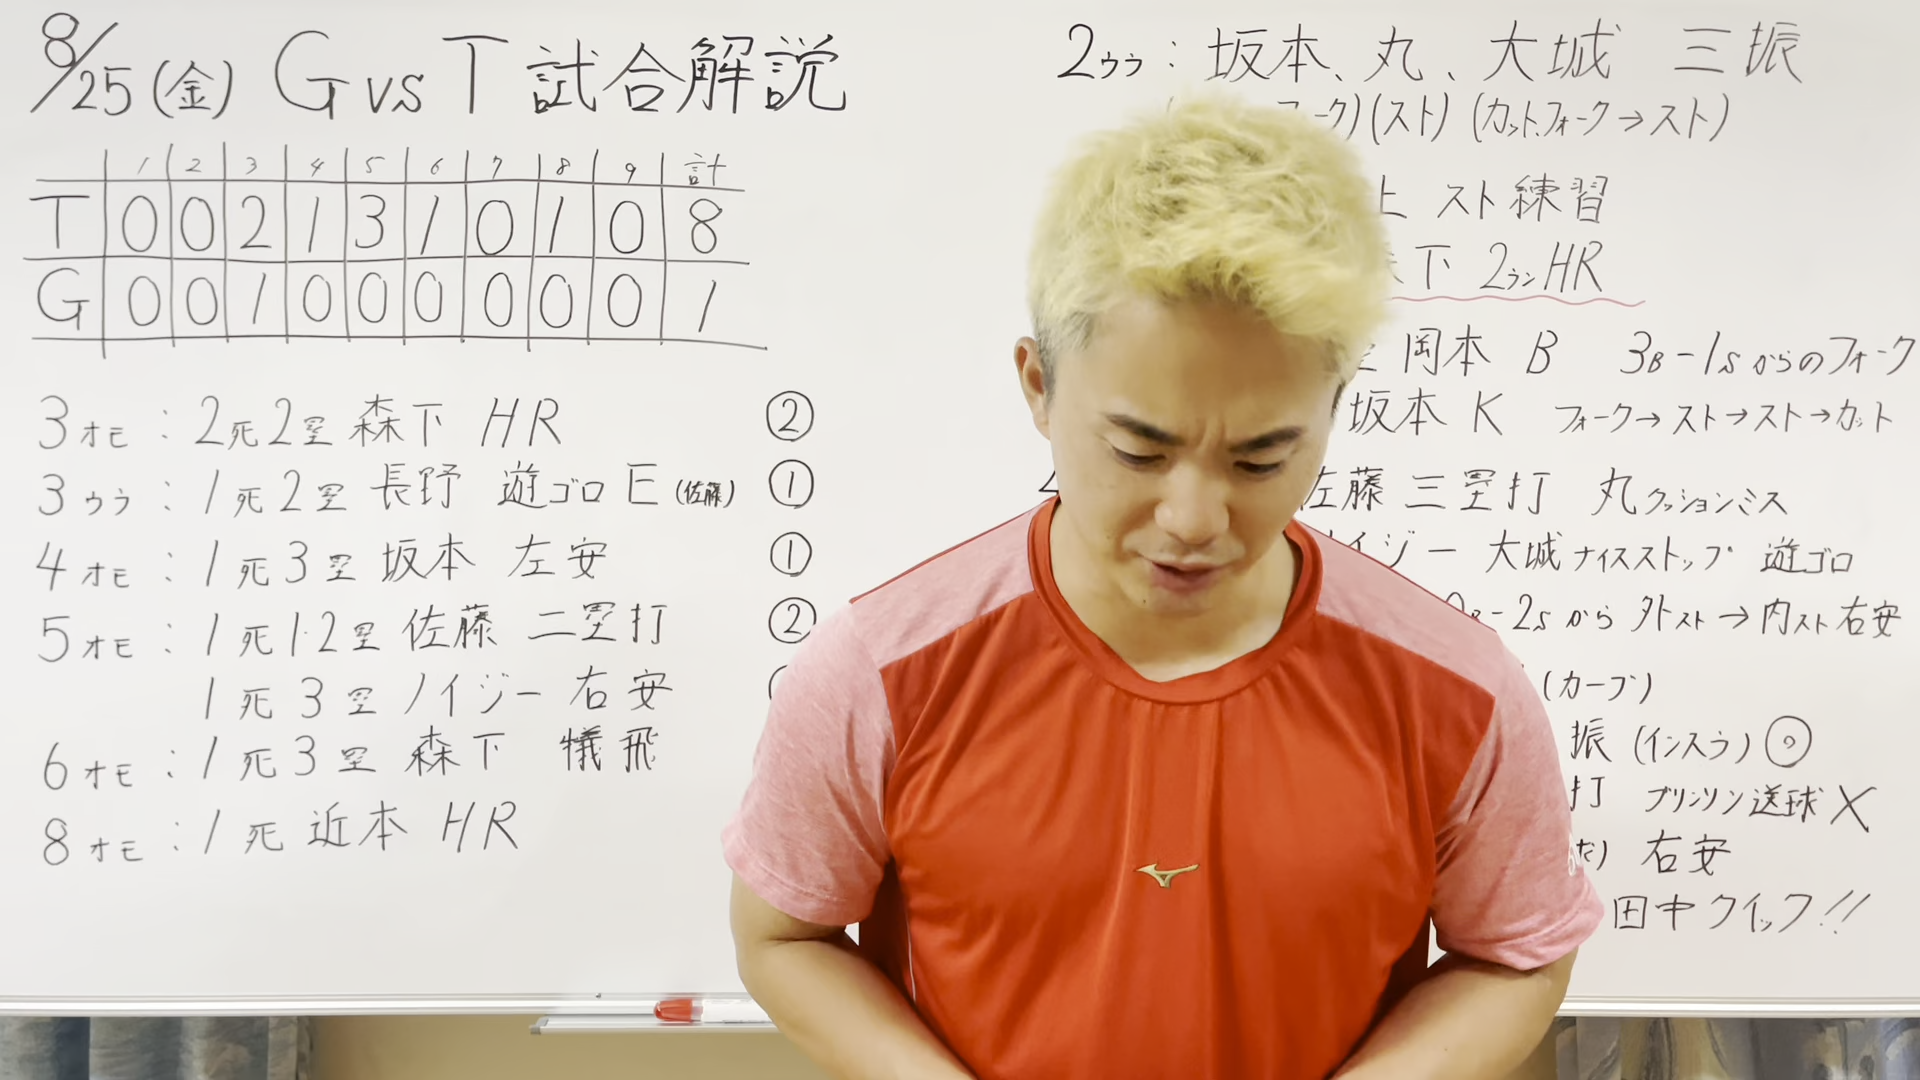 8/25(金) G vs T 試合解説
1 2 3 4 5 6 7 8 9 計
T 0 0 2 1 3 1 0 1 0 8
G 0 0 1 0 0 0 0 0 0 1
3オモ:2死2塁 森下 HR ②
3ウラ:1死2塁 長野 遊ゴロ E(佐藤) ①
4オモ:1死3塁 坂本 左安 ①
5オモ:1死1・2塁 佐藤 二塁打 ②
1死3塁 ノイジー 右安
6オモ:1死3塁 森下 犠飛
8オモ:1死 近本 HR
2ウラ:坂本、丸、大城 三振
ーク)(スト)(カット、フォーク→スト)
上 スト練習
下 2ランHR
岡本 B 3B-1Sからのフォーク
坂本 K フォーク→スト→スト→カット
佐藤 三塁打 丸クッションミス
イジー 大城ナイスストップ 遊ゴロ
-2Sから 外スト→内スト右安
(カーブ)
振(インスラ)
打 ブリンソン送球X
だ) 右安
田中クイック!!